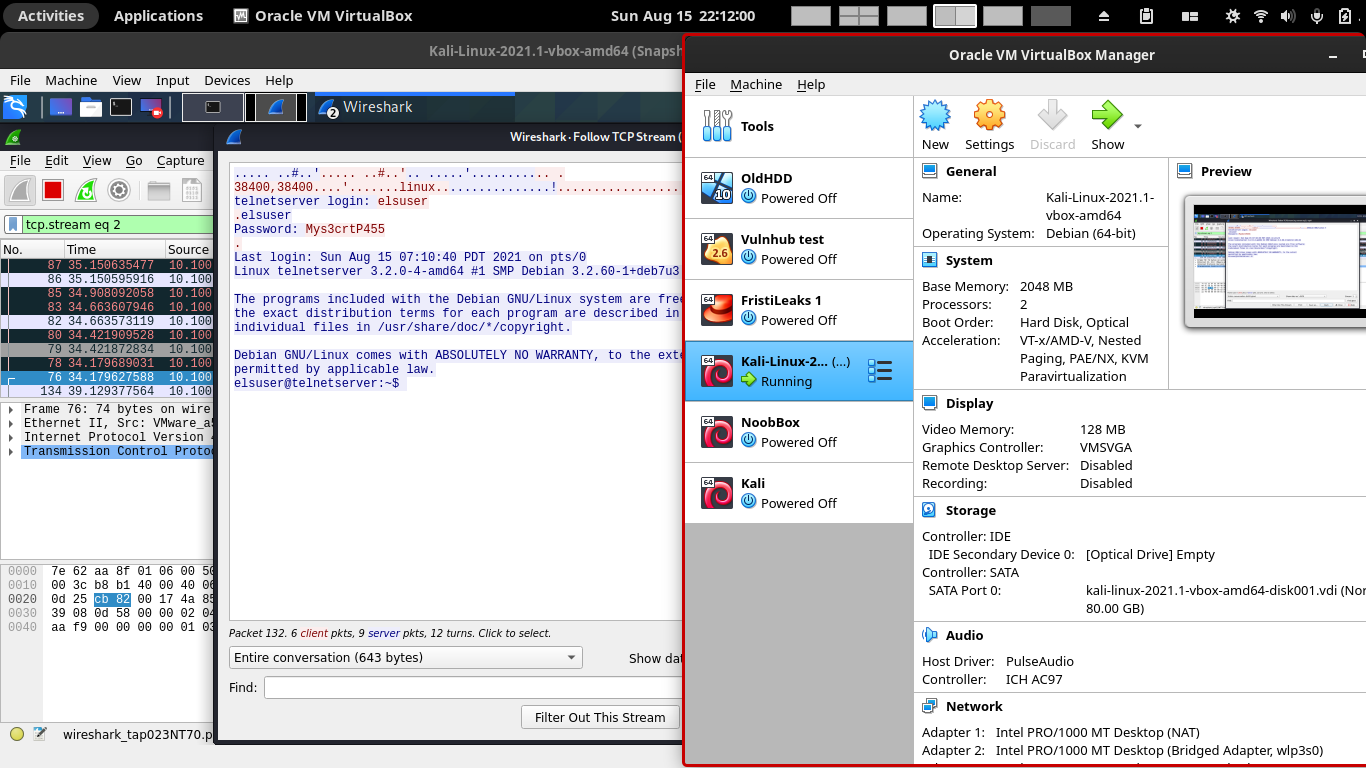 Activities Applications Oracle VM VirtualBox Sun Aug 15 22:12:00
Kali-Linux-2021.1-vbox-amd64 (Snapsh
File Machine View Input Devices Help
2 Wireshark
File Edit View Go Capture
tcp.stream eq 2
No. Time Source
87 35.150635477 10.100
86 35.150595916 10.100
85 34.908092058 10.100
83 34.663607946 10.100
82 34.663573119 10.100
80 34.421909528 10.100
79 34.421872834 10.100
78 34.179689031 10.100
76 34.179627588 10.100
134 39.129377564 10.100
Frame 76: 74 bytes on wire
Ethernet II, Src: VMware_a5
Internet Protocol Version 4
Transmission Control Protoc
0000 7e 62 aa 8f 01 06 00 50
0010 00 3c b8 b1 40 00 40 06
0020 0d 25 cb 82 00 17 4a 85
0030 39 08 0d 58 00 00 02 04
0040 aa f9 00 00 00 00 01 03
wireshark_tap023NT70.p
Wireshark · Follow TCP Stream (
..... ..#..'..... ..#..'.. .....'.......... .
38400,38400....'.......linux...............!.................
telnetserver login: elsuser
.elsuser
Password: Mys3crtP455
.
Last login: Sun Aug 15 07:10:40 PDT 2021 on pts/0
Linux telnetserver 3.2.0-4-amd64 #1 SMP Debian 3.2.60-1+deb7u3
The programs included with the Debian GNU/Linux system are free
the exact distribution terms for each program are described in
individual files in /usr/share/doc/*/copyright.
Debian GNU/Linux comes with ABSOLUTELY NO WARRANTY, to the exte
permitted by applicable law.
elsuser@telnetserver:~$
Packet 132. 6 client pkts, 9 server pkts, 12 turns. Click to select.
Entire conversation (643 bytes) Show dat
Find:
Filter Out This Stream
Oracle VM VirtualBox Manager
File Machine Help
Tools
New Settings Discard Show
64 10 OldHDD
Powered Off
64 2.6 Vulnhub test
Powered Off
64 FristiLeaks 1
Powered Off
64 Kali-Linux-2... (...)
Running
64 NoobBox
Powered Off
64 Kali
Powered Off
General
Name: Kali-Linux-2021.1-
vbox-amd64
Operating System: Debian (64-bit)
Preview
System
Base Memory: 2048 MB
Processors: 2
Boot Order: Hard Disk, Optical
Acceleration: VT-x/AMD-V, Nested
Paging, PAE/NX, KVM
Paravirtualization
Display
Video Memory: 128 MB
Graphics Controller: VMSVGA
Remote Desktop Server: Disabled
Recording: Disabled
Storage
Controller: IDE
IDE Secondary Device 0: [Optical Drive] Empty
Controller: SATA
SATA Port 0: kali-linux-2021.1-vbox-amd64-disk001.vdi (Nor
80.00 GB)
Audio
Host Driver: PulseAudio
Controller: ICH AC97
Network
Adapter 1: Intel PRO/1000 MT Desktop (NAT)
Adapter 2: Intel PRO/1000 MT Desktop (Bridged Adapter, wlp3s0)